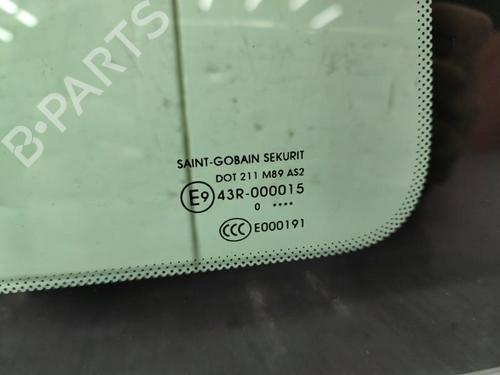 B-PARTS
SAINT-GOBAIN SEKURIT
DOT 211 M89 AS2
E9 43R-000015
0 ••••
CCC E000191